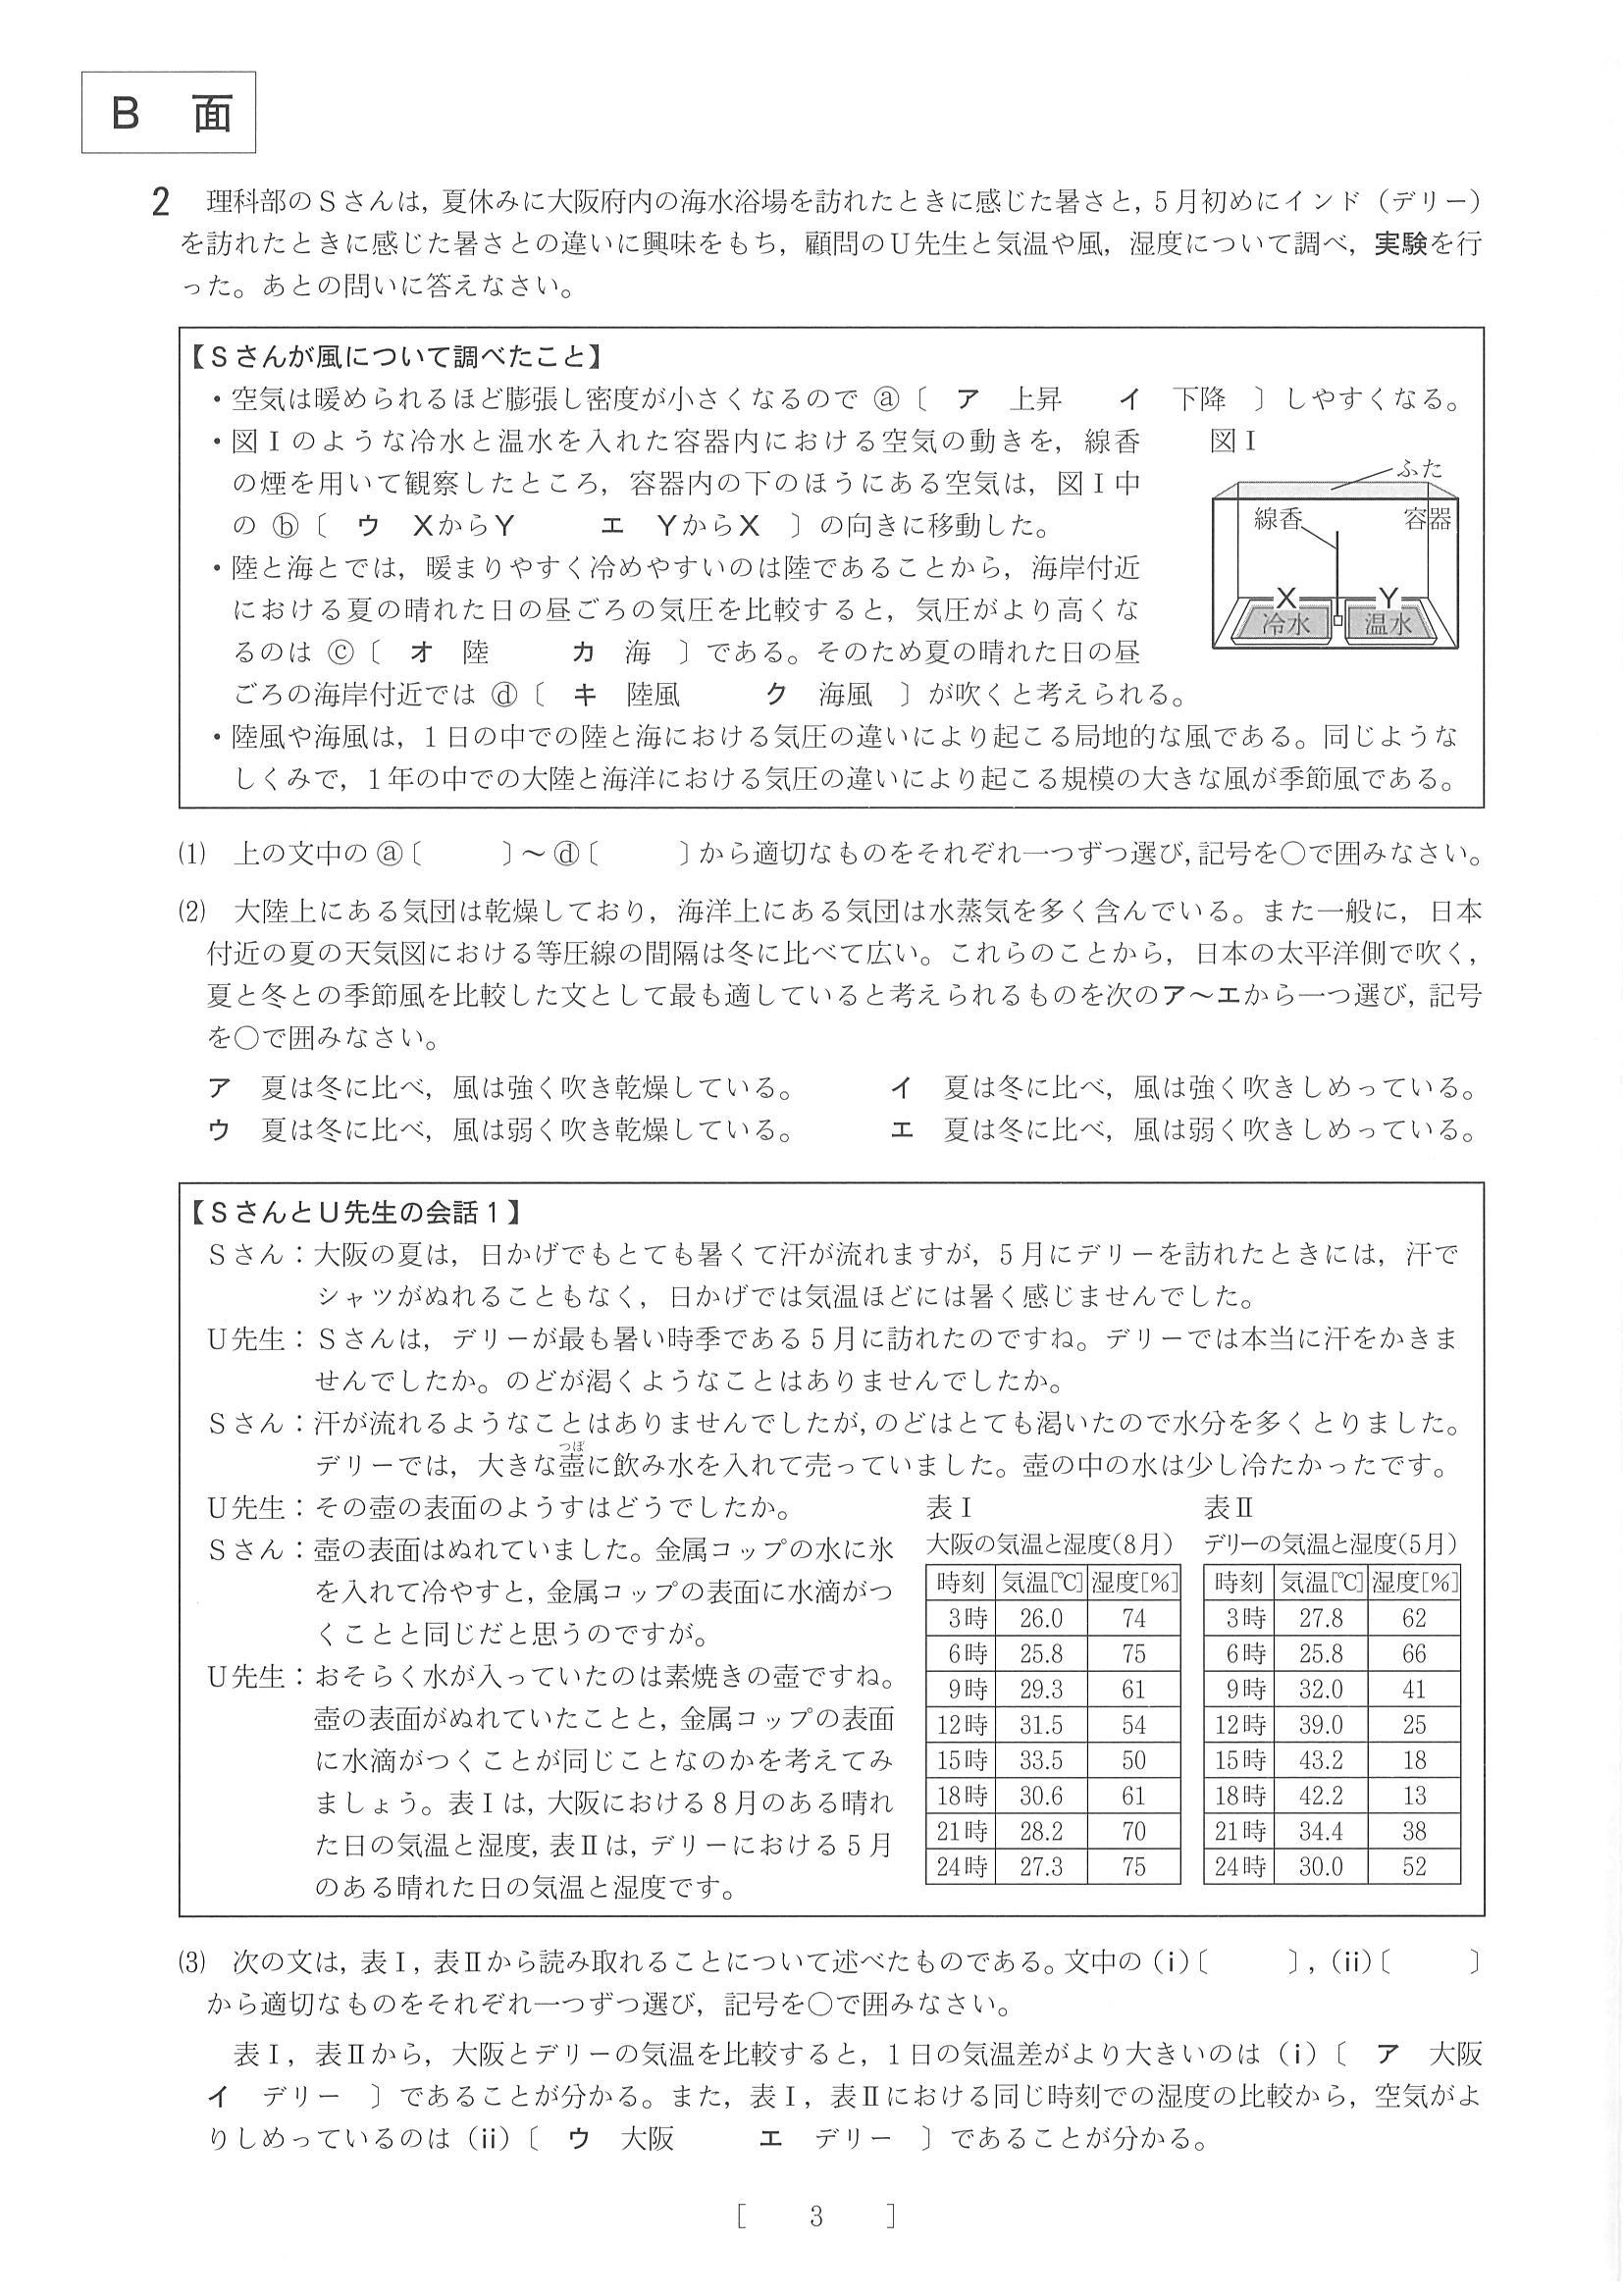 B 面
2 理科部のSさんは，夏休みに大阪府内の海水浴場を訪れたときに感じた暑さと，5月初めにインド（デリー）
を訪れたときに感じた暑さとの違いに興味をもち，顧問のU先生と気温や風，湿度について調べ，実験を行
った。あとの問いに答えなさい。
【Sさんが風について調べたこと】
・空気は暖められるほど膨張し密度が小さくなるので ⓐ〔 ア 上昇 イ 下降 〕しやすくなる。
・図Ⅰのような冷水と温水を入れた容器内における空気の動きを，線香
の煙を用いて観察したところ，容器内の下のほうにある空気は，図Ⅰ中
の ⓑ〔 ウ XからY エ YからX 〕の向きに移動した。
・陸と海とでは，暖まりやすく冷めやすいのは陸であることから，海岸付近
における夏の晴れた日の昼ごろの気圧を比較すると，気圧がより高くな
るのは ⓒ〔 オ 陸 カ 海 〕である。そのため夏の晴れた日の昼
ごろの海岸付近では ⓓ〔 キ 陸風 ク 海風 〕が吹くと考えられる。
・陸風や海風は，1日の中での陸と海における気圧の違いにより起こる局地的な風である。同じような
しくみで，1年の中での大陸と海洋における気圧の違いにより起こる規模の大きな風が季節風である。
図Ⅰ
ふた
線香
容器
X
Y
冷水
温水
(1) 上の文中の ⓐ〔 〕～ ⓓ〔 〕から適切なものをそれぞれ一つずつ選び，記号を○で囲みなさい。
(2) 大陸上にある気団は乾燥しており，海洋上にある気団は水蒸気を多く含んでいる。また一般に，日本
付近の夏の天気図における等圧線の間隔は冬に比べて広い。これらのことから，日本の太平洋側で吹く，
夏と冬との季節風を比較した文として最も適していると考えられるものを次のア～エから一つ選び，記号
を○で囲みなさい。
ア 夏は冬に比べ，風は強く吹き乾燥している。 イ 夏は冬に比べ，風は強く吹きしめっている。
ウ 夏は冬に比べ，風は弱く吹き乾燥している。 エ 夏は冬に比べ，風は弱く吹きしめっている。
【SさんとU先生の会話1】
Sさん：大阪の夏は，日かげでもとても暑くて汗が流れますが，5月にデリーを訪れたときには，汗で
シャツがぬれることもなく，日かげでは気温ほどには暑く感じませんでした。
U先生：Sさんは，デリーが最も暑い時季である5月に訪れたのですね。デリーでは本当に汗をかきま
せんでしたか。のどが渇くようなことはありませんでしたか。
Sさん：汗が流れるようなことはありませんでしたが，のどはとても渇いたので水分を多くとりました。
つぼ
デリーでは，大きな壺に飲み水を入れて売っていました。壺の中の水は少し冷たかったです。
U先生：その壺の表面のようすはどうでしたか。
Sさん：壺の表面はぬれていました。金属コップの水に氷
を入れて冷やすと，金属コップの表面に水滴がつ
くことと同じだと思うのですが。
U先生：おそらく水が入っていたのは素焼きの壺ですね。
壺の表面がぬれていたことと，金属コップの表面
に水滴がつくことが同じことなのかを考えてみ
ましょう。表Ⅰは，大阪における8月のある晴れ
た日の気温と湿度，表Ⅱは，デリーにおける5月
のある晴れた日の気温と湿度です。
表Ⅰ
大阪の気温と湿度(8月)
時刻 気温[℃] 湿度[%]
3時 26.0 74
6時 25.8 75
9時 29.3 61
12時 31.5 54
15時 33.5 50
18時 30.6 61
21時 28.2 70
24時 27.3 75
表Ⅱ
デリーの気温と湿度(5月)
時刻 気温[℃] 湿度[%]
3時 27.8 62
6時 25.8 66
9時 32.0 41
12時 39.0 25
15時 43.2 18
18時 42.2 13
21時 34.4 38
24時 30.0 52
(3) 次の文は，表Ⅰ，表Ⅱから読み取れることについて述べたものである。文中の (i)〔 〕，(ii)〔 〕
から適切なものをそれぞれ一つずつ選び，記号を○で囲みなさい。
表Ⅰ，表Ⅱから，大阪とデリーの気温を比較すると，1日の気温差がより大きいのは (i)〔 ア 大阪
イ デリー 〕であることが分かる。また，表Ⅰ，表Ⅱにおける同じ時刻での湿度の比較から，空気がよ
りしめっているのは (ii)〔 ウ 大阪 エ デリー 〕であることが分かる。
［ 3 ］